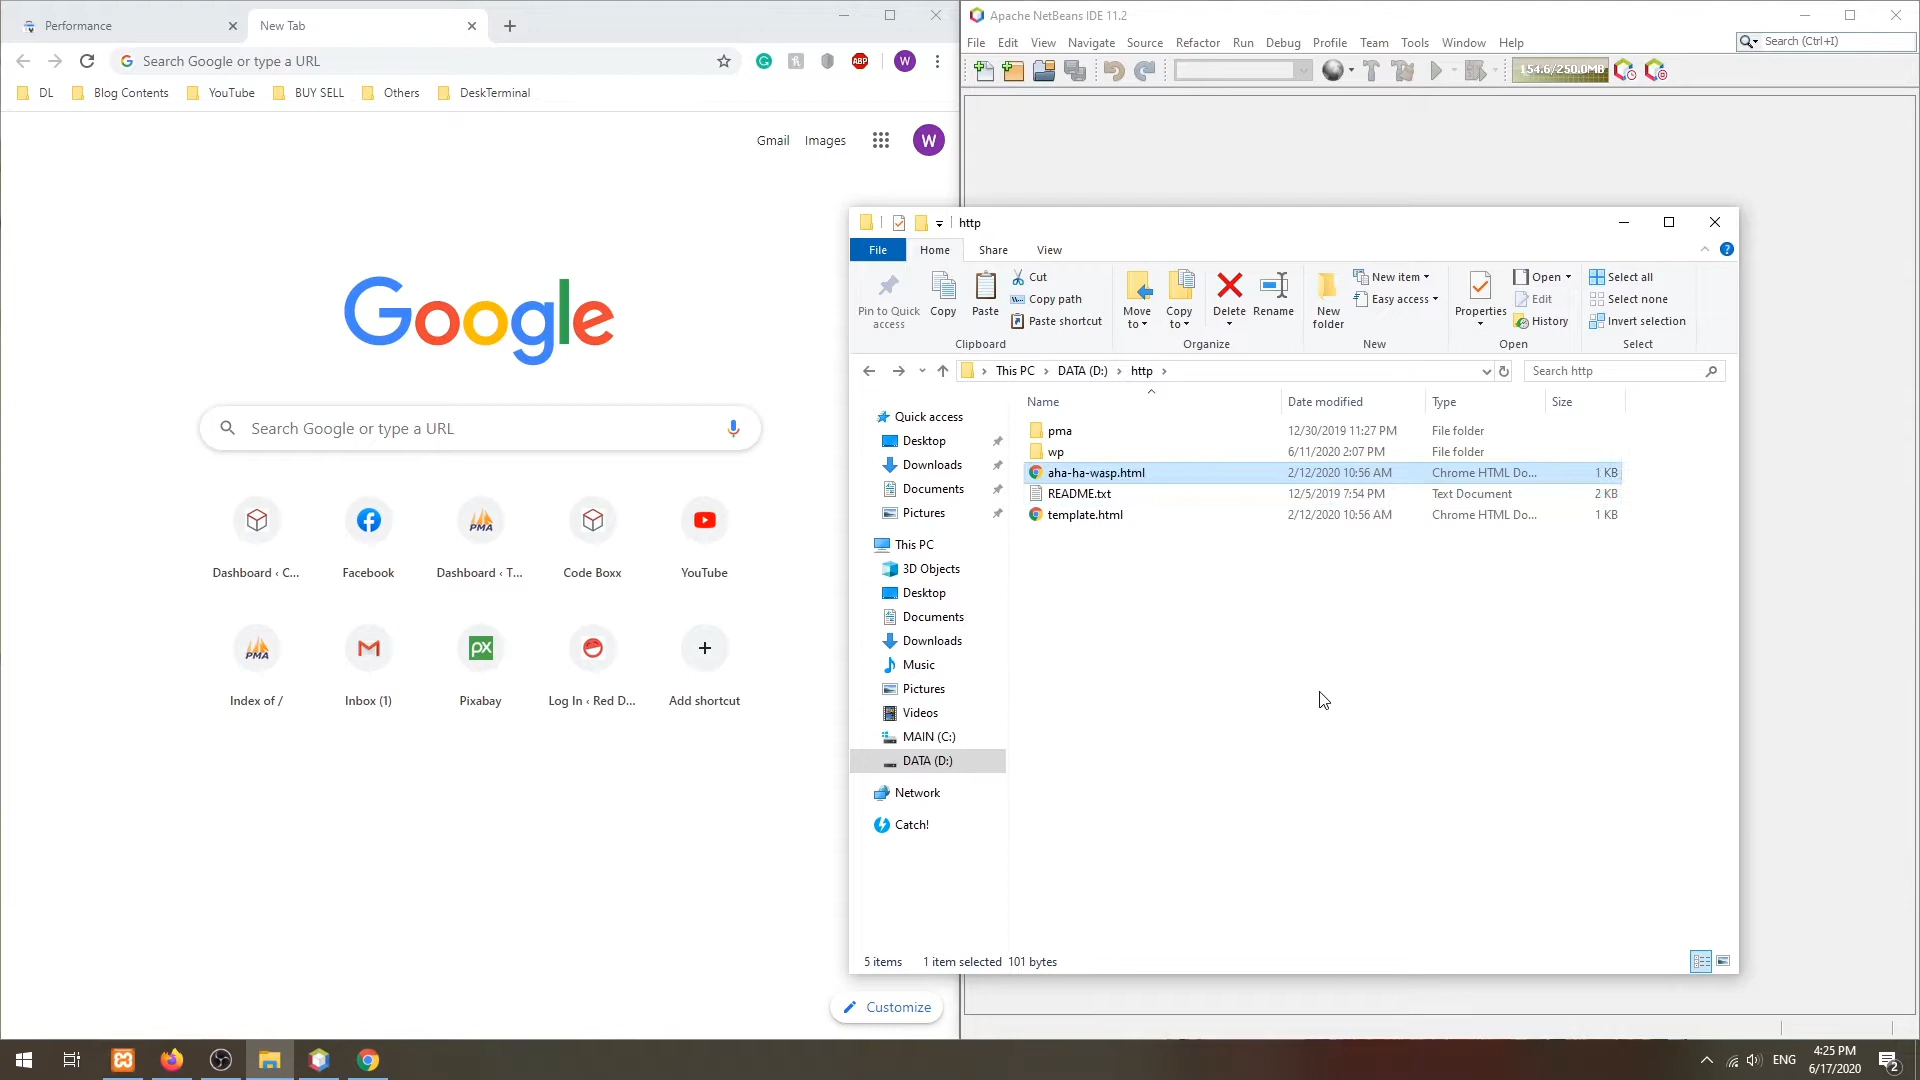 Performance
New Tab
Search Google or type a URL
ABP
W
DL
Blog Contents
YouTube
BUY SELL
Others
DeskTerminal
Gmail
Images
W
Google
Search Google or type a URL
PMA
Dashboard ‹ C...
Facebook
Dashboard ‹ T...
Code Boxx
YouTube
PMA
PX
Index of /
Inbox (1)
Pixabay
Log In ‹ Red D...
Add shortcut
Customize
Apache NetBeans IDE 11.2
File Edit View Navigate Source Refactor Run Debug Profile Team Tools Window Help
Search (Ctrl+I)
154.6/250.0MB
http
File
Home
Share
View
Pin to Quick access
Copy
Paste
Cut
Copy path
Paste shortcut
Clipboard
Move to
Copy to
Delete
Rename
Organize
New folder
New item
Easy access
New
Properties
Open
Edit
History
Open
Select all
Select none
Invert selection
Select
This PC
DATA (D:)
http
Search http
Name
Date modified
Type
Size
pma 12/30/2019 11:27 PM File folder
wp 6/11/2020 2:07 PM File folder
aha-ha-wasp.html 2/12/2020 10:56 AM Chrome HTML Do... 1 KB
README.txt 12/5/2019 7:54 PM Text Document 2 KB
template.html 2/12/2020 10:56 AM Chrome HTML Do... 1 KB
Quick access
Desktop
Downloads
Documents
Pictures
This PC
3D Objects
Desktop
Documents
Downloads
Music
Pictures
Videos
MAIN (C:)
DATA (D:)
Network
Catch!
5 items
1 item selected 101 bytes
ENG
4:25 PM
6/17/2020
2